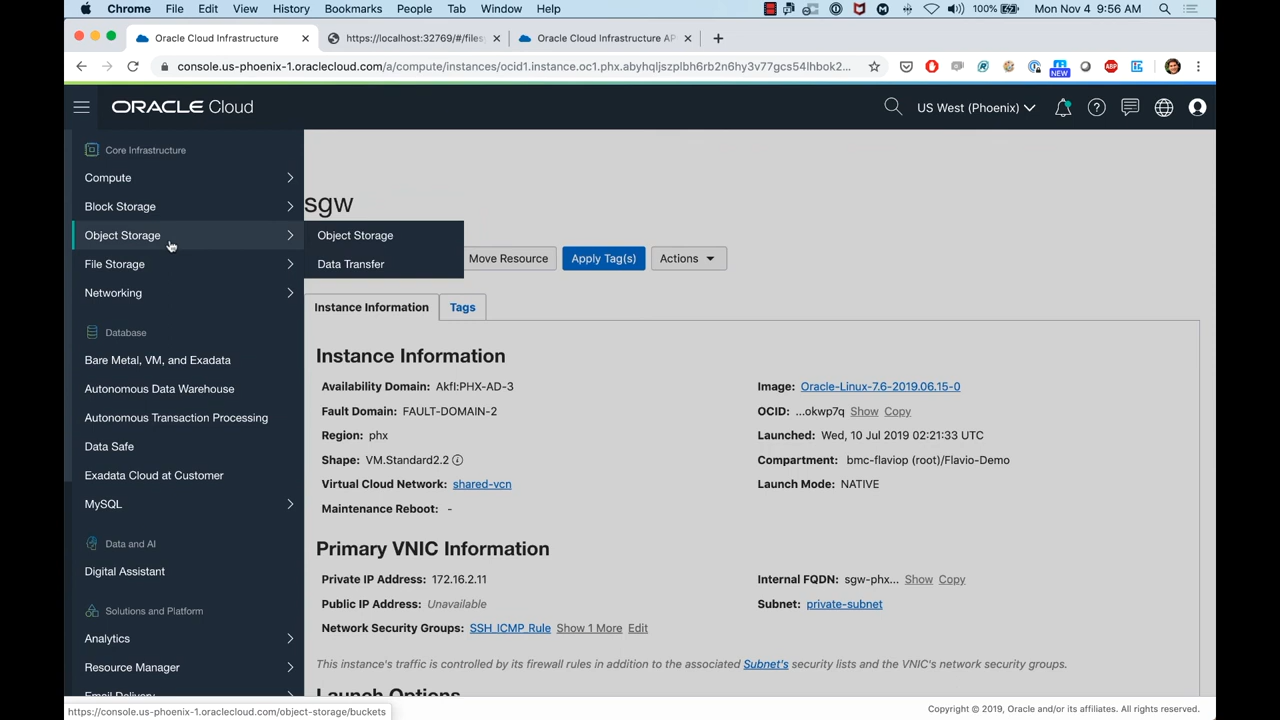 Chrome File Edit View History Bookmarks People Tab Window Help 100% Mon Nov 4 9:56 AM
Oracle Cloud Infrastructure https://localhost:32769/#/files Oracle Cloud Infrastructure AP
console.us-phoenix-1.oraclecloud.com/a/compute/instances/ocid1.instance.oc1.phx.abyhqljszplbh6rb2n6hy3v77gcs54lhbok2... NEW ABP
ORACLE Cloud US West (Phoenix)
Core Infrastructure
Compute
Block Storage
Object Storage
File Storage
Networking
Database
Bare Metal, VM, and Exadata
Autonomous Data Warehouse
Autonomous Transaction Processing
Data Safe
Exadata Cloud at Customer
MySQL
Data and AI
Digital Assistant
Solutions and Platform
Analytics
Resource Manager
Email Delivery
Object Storage
Data Transfer
sgw
Move Resource Apply Tag(s) Actions
Instance Information Tags
Instance Information
Availability Domain: AkfI:PHX-AD-3
Fault Domain: FAULT-DOMAIN-2
Region: phx
Shape: VM.Standard2.2
Virtual Cloud Network: shared-vcn
Maintenance Reboot: -
Image: Oracle-Linux-7.6-2019.06.15-0
OCID: ...okwp7q Show Copy
Launched: Wed, 10 Jul 2019 02:21:33 UTC
Compartment: bmc-flaviop (root)/Flavio-Demo
Launch Mode: NATIVE
Primary VNIC Information
Private IP Address: 172.16.2.11
Public IP Address: Unavailable
Network Security Groups: SSH_ICMP_Rule Show 1 More Edit
Internal FQDN: sgw-phx... Show Copy
Subnet: private-subnet
This instance's traffic is controlled by its firewall rules in addition to the associated Subnet's security lists and the VNIC's network security groups.
Launch Options
https://console.us-phoenix-1.oraclecloud.com/object-storage/buckets
Copyright © 2019, Oracle and/or its affiliates. All rights reserved.